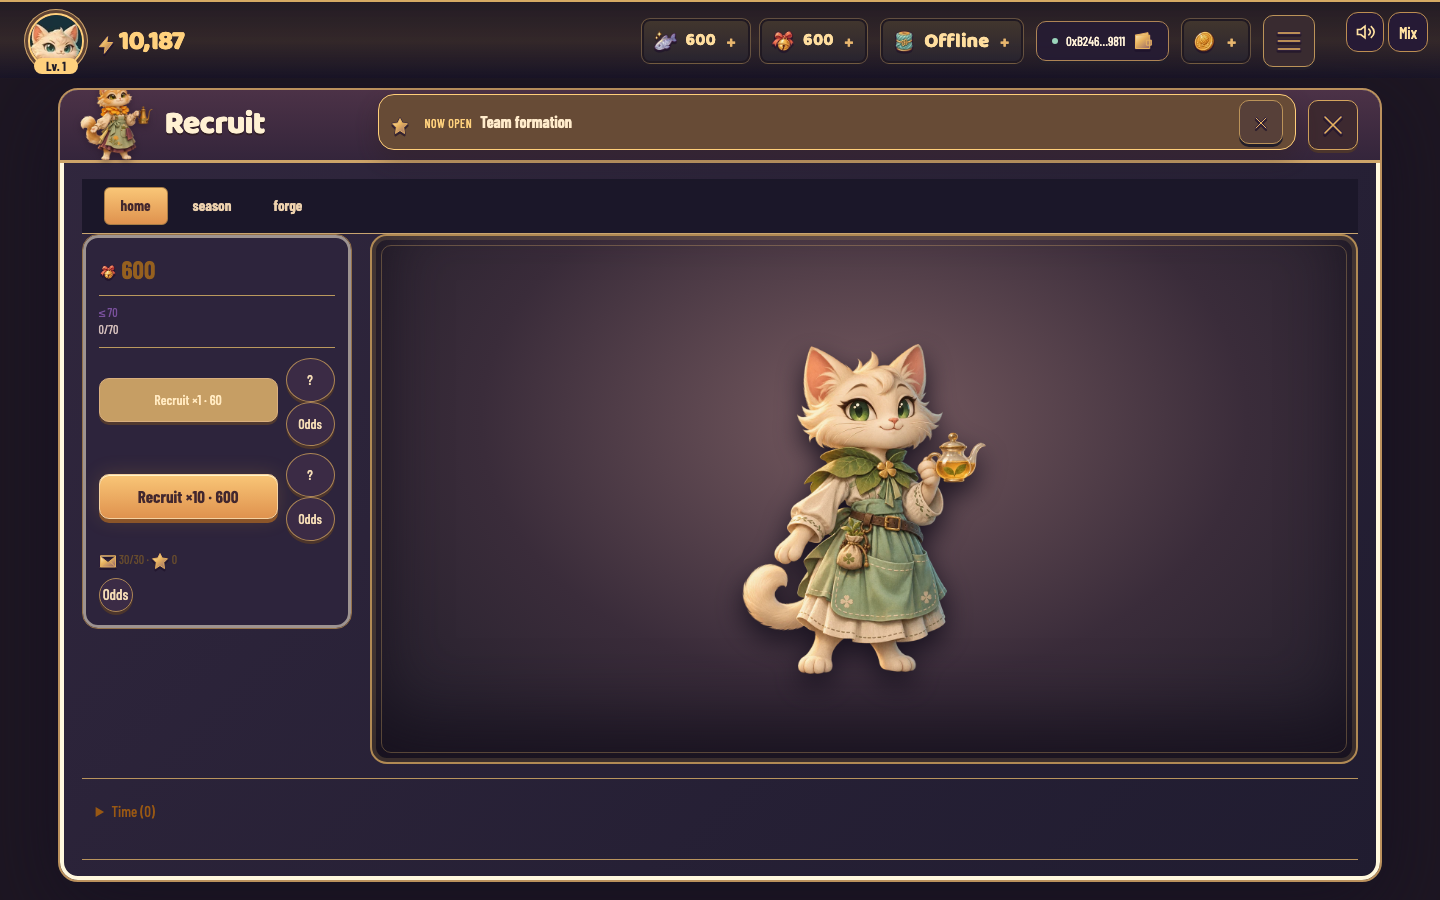 10,187
Lv. 1
600 +
600 +
Offline +
0xB246...9811
+
Mix
Recruit
NOW OPEN Team formation
home season forge
600
≤ 70
0/70
Recruit ×1 · 60
?
Odds
Recruit ×10 · 600
?
Odds
30/30 · 0
Odds
Time (0)